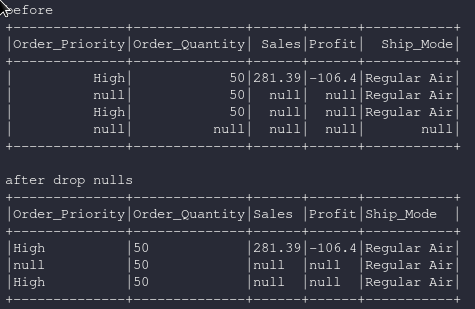 efore
+--------------+--------------+------+------+-----------+
|Order_Priority|Order_Quantity| Sales|Profit|  Ship_Mode|
+--------------+--------------+------+------+-----------+
|          High|            50|281.39|-106.4|Regular Air|
|          null|            50|  null|  null|Regular Air|
|          High|            50|  null|  null|Regular Air|
|          null|          null|  null|  null|       null|
+--------------+--------------+------+------+-----------+
after drop nulls
+--------------+--------------+------+------+-----------+
|Order_Priority|Order_Quantity|Sales |Profit|Ship_Mode  |
+--------------+--------------+------+------+-----------+
|High          |50            |281.39|-106.4|Regular Air|
|null          |50            |null  |null  |Regular Air|
|High          |50            |null  |null  |Regular Air|
+--------------+--------------+------+------+-----------+